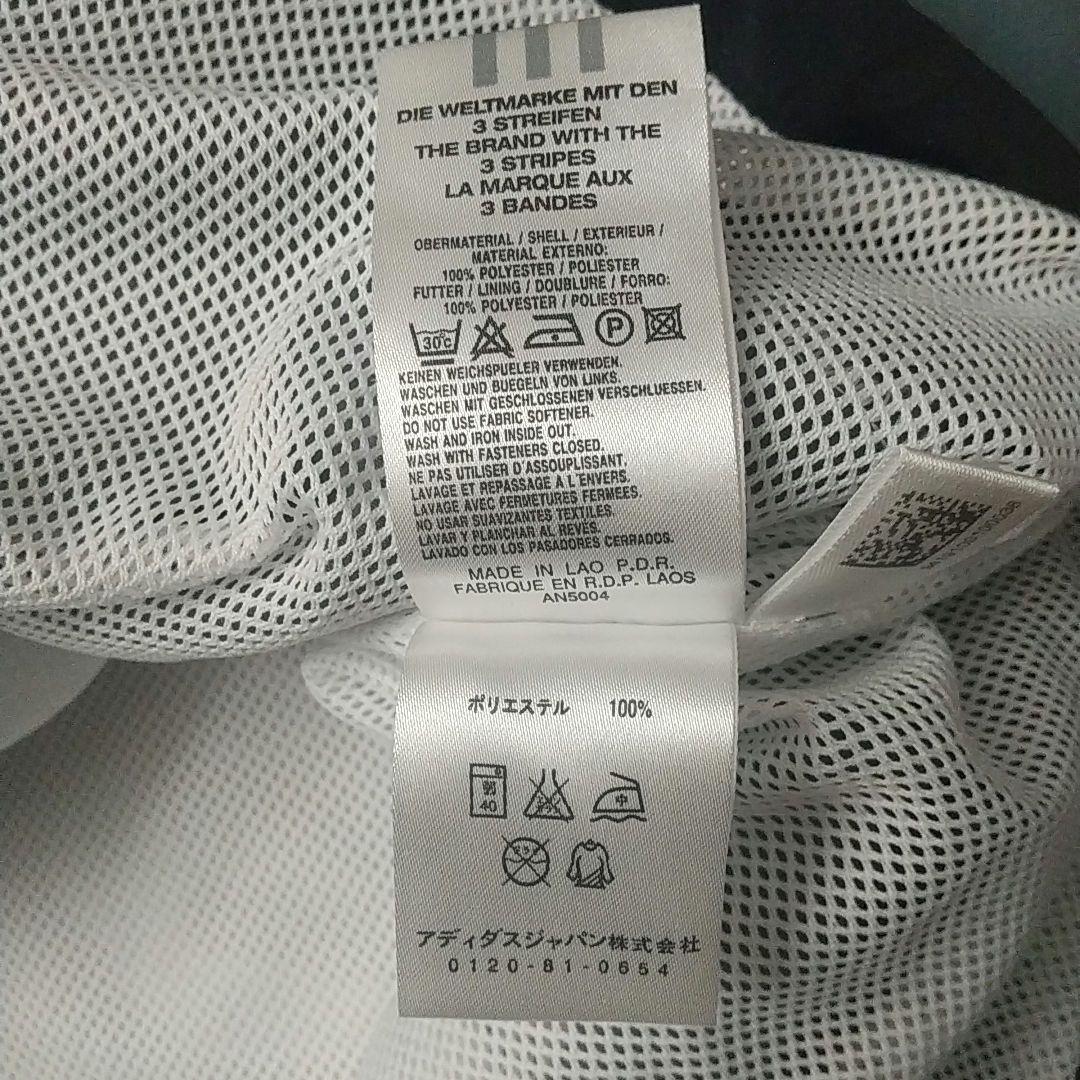 DIE WELTMARKE MIT DEN
3 STREIFEN
THE BRAND WITH THE
3 STRIPES
LA MARQUE AUX
3 BANDES
OBERMATERIAL / SHELL / EXTERIEUR /
MATERIAL EXTERNO:
100% POLYESTER / POLIESTER
FUTTER / LINING / DOUBLURE / FORRO:
100% POLYESTER / POLIESTER
30°C P
KEINEN WEICHSPUELER VERWENDEN.
WASCHEN UND BUEGELN VON LINKS.
WASCHEN MIT GESCHLOSSENEN VERSCHLUESSEN.
DO NOT USE FABRIC SOFTENER.
WASH AND IRON INSIDE OUT.
WASH WITH FASTENERS CLOSED.
NE PAS UTILISER D'ASSOUPLISSANT.
LAVAGE ET REPASSAGE A L'ENVERS.
LAVAGE AVEC FERMETURES FERMEES.
NO USAR SUAVIZANTES TEXTILES.
LAVAR Y PLANCHAR AL REVES.
LAVADO CON LOS PASADORES CERRADOS.
MADE IN LAO P.D.R.
FABRIQUE EN R.D.P. LAOS
AN5004
ポリエステル 100%
弱 中
40
アディダスジャパン株式会社
0120-81-0654